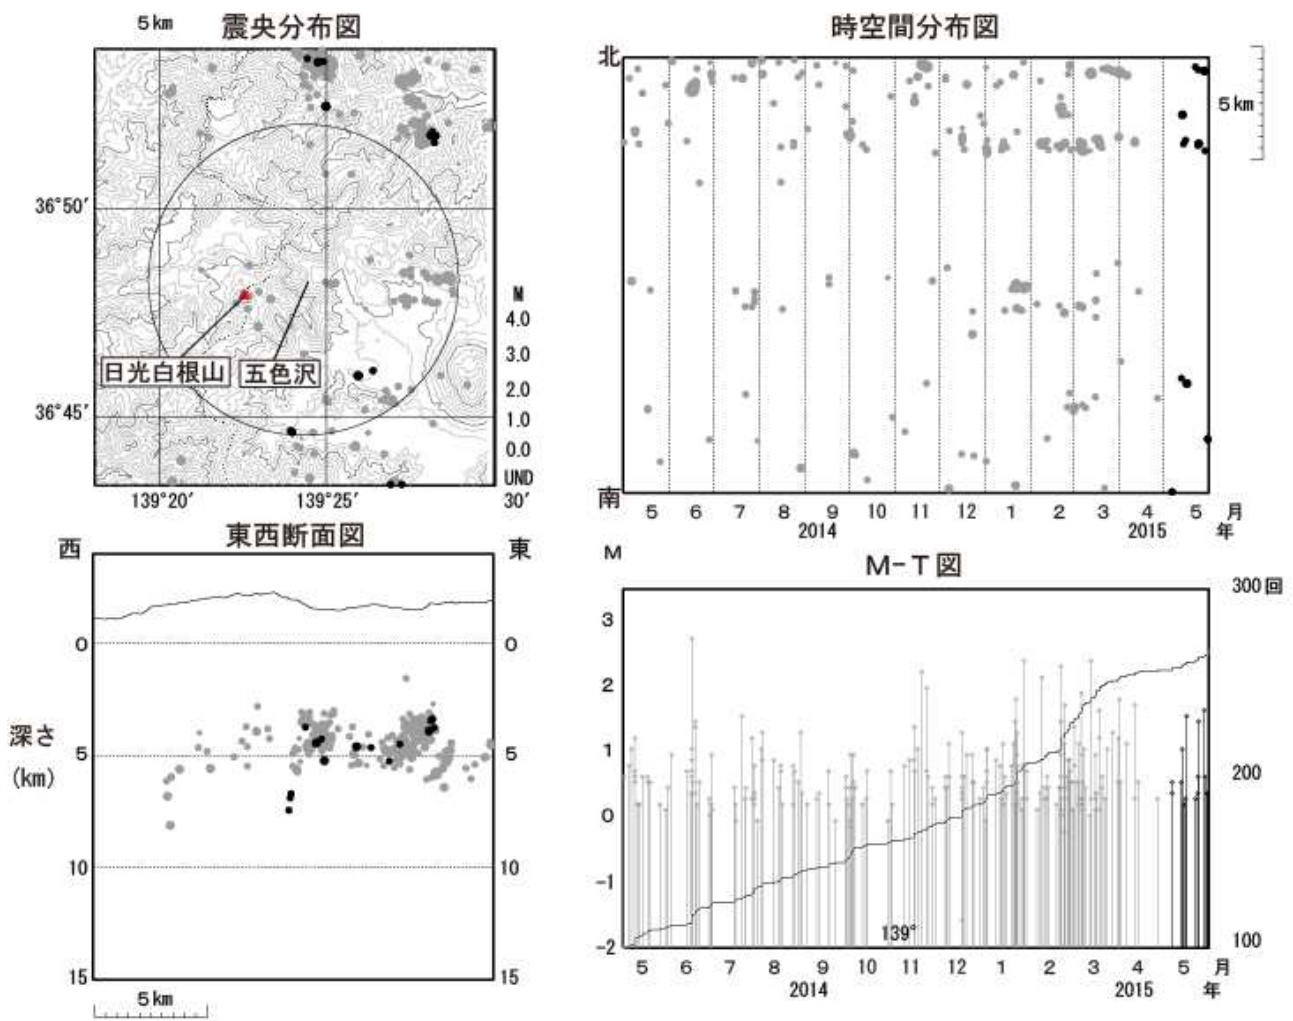 5km
震央分布図
36°50′
36°45′
日光白根山
五色沢
M
4.0
3.0
2.0
1.0
0.0
UND
139°20′
139°25′
30′
時空間分布図
北
南
5km
5 6 7 8 9 10 11 12 1 2 3 4 5 月
2014 2015 年
東西断面図
西
東
0
0
深さ
(km)
5
5
10
10
15
15
5km
M-T図
M
300回
3
2
1
200
0
-1
139°
-2
100
5 6 7 8 9 10 11 12 1 2 3 4 5 月
2014 2015 年